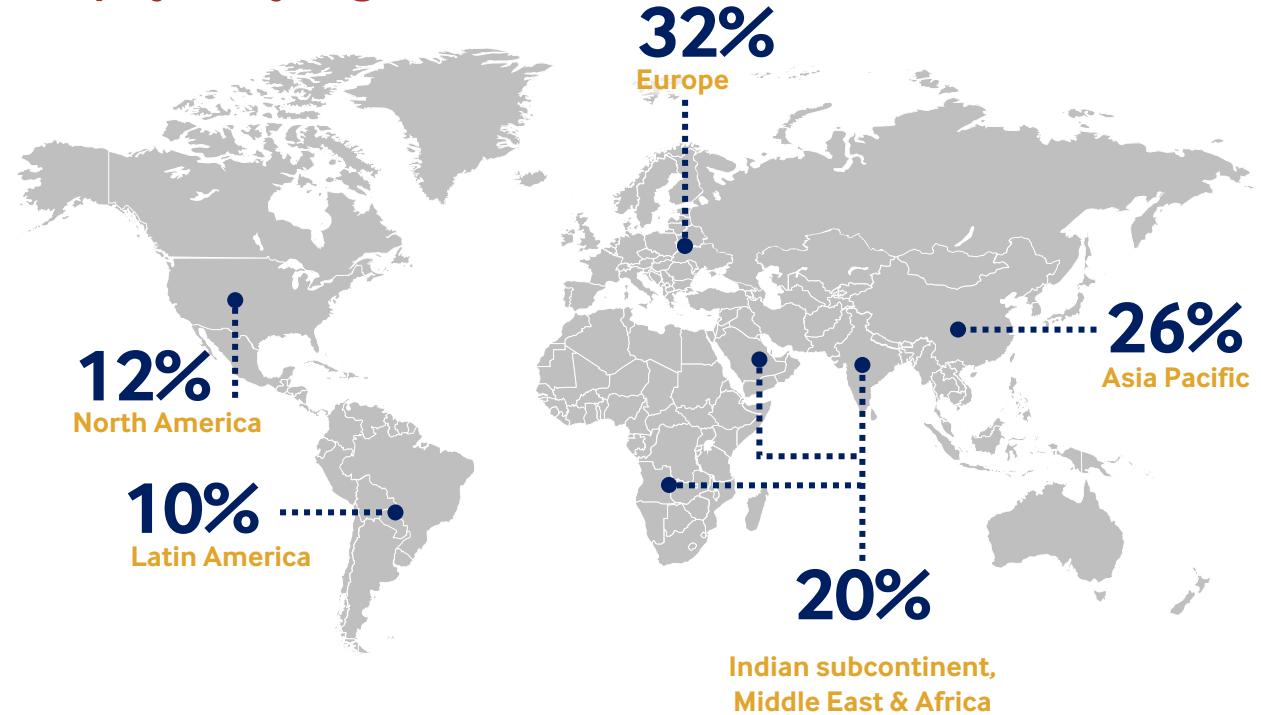 32%
Europe
12%
North America
26%
Asia Pacific
10%
Latin America
20%
Indian subcontinent,
Middle East & Africa